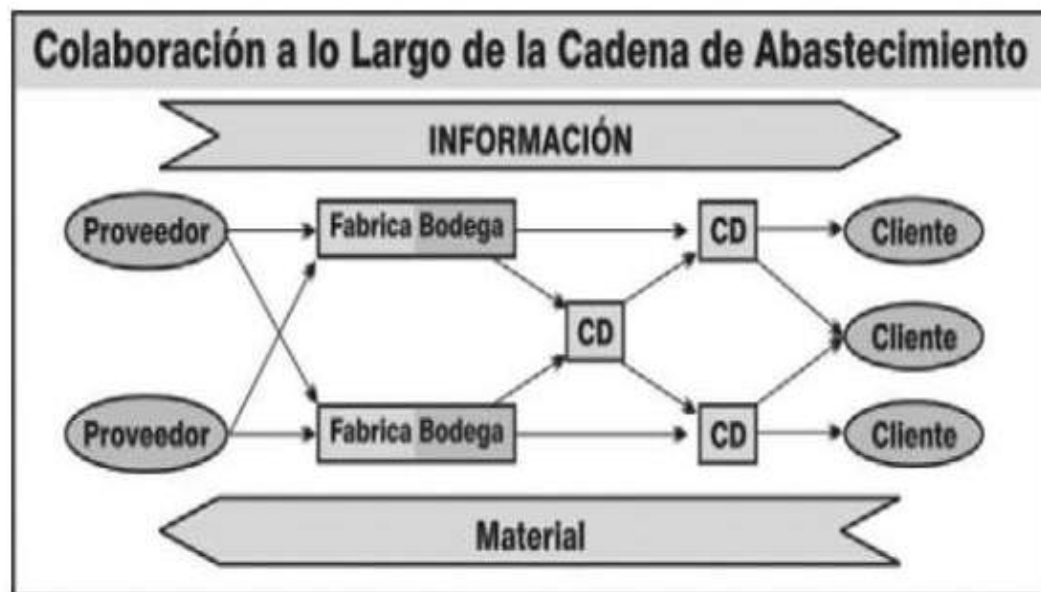 Colaboración a lo Largo de la Cadena de Abastecimiento
INFORMACIÓN
Proveedor
Fabrica Bodega
CD
Cliente
CD
Cliente
Proveedor
Fabrica Bodega
CD
Cliente
Material